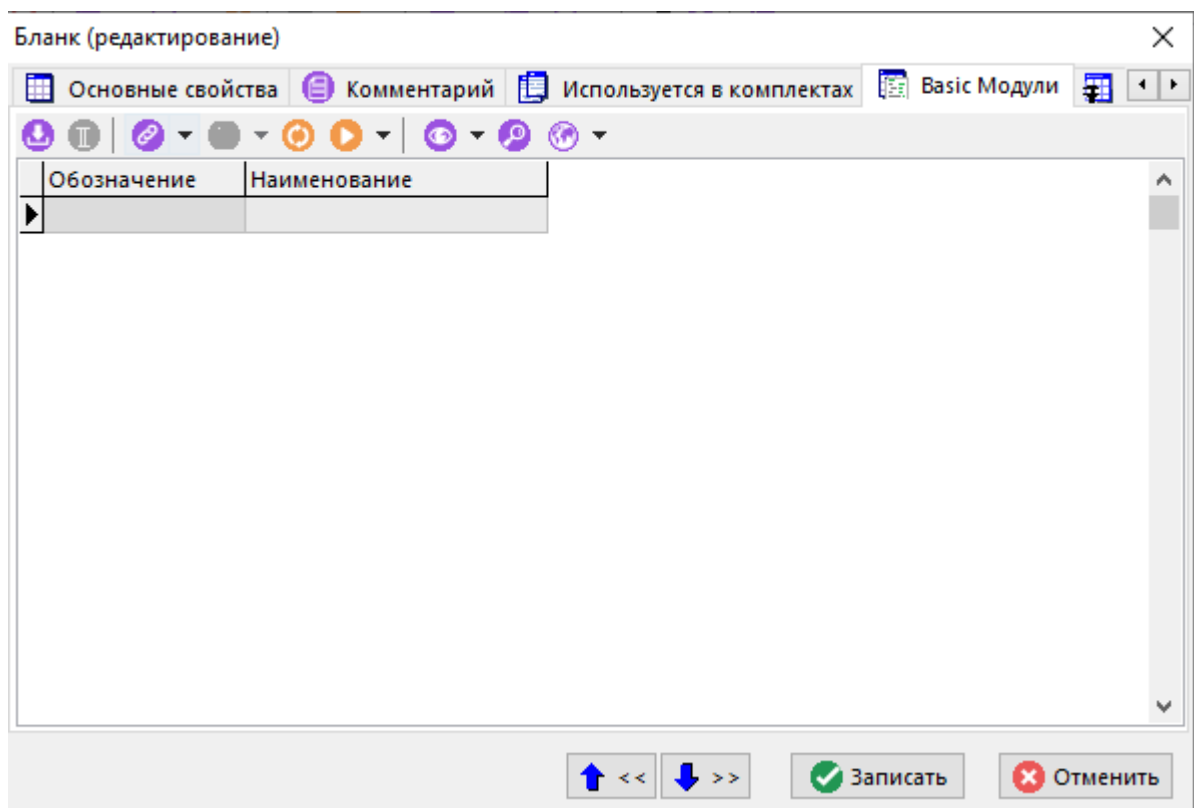 Бланк (редактирование)
Основные свойства Комментарий Используется в комплектах Basic Модули
Обозначение Наименование
<< >> Записать Отменить